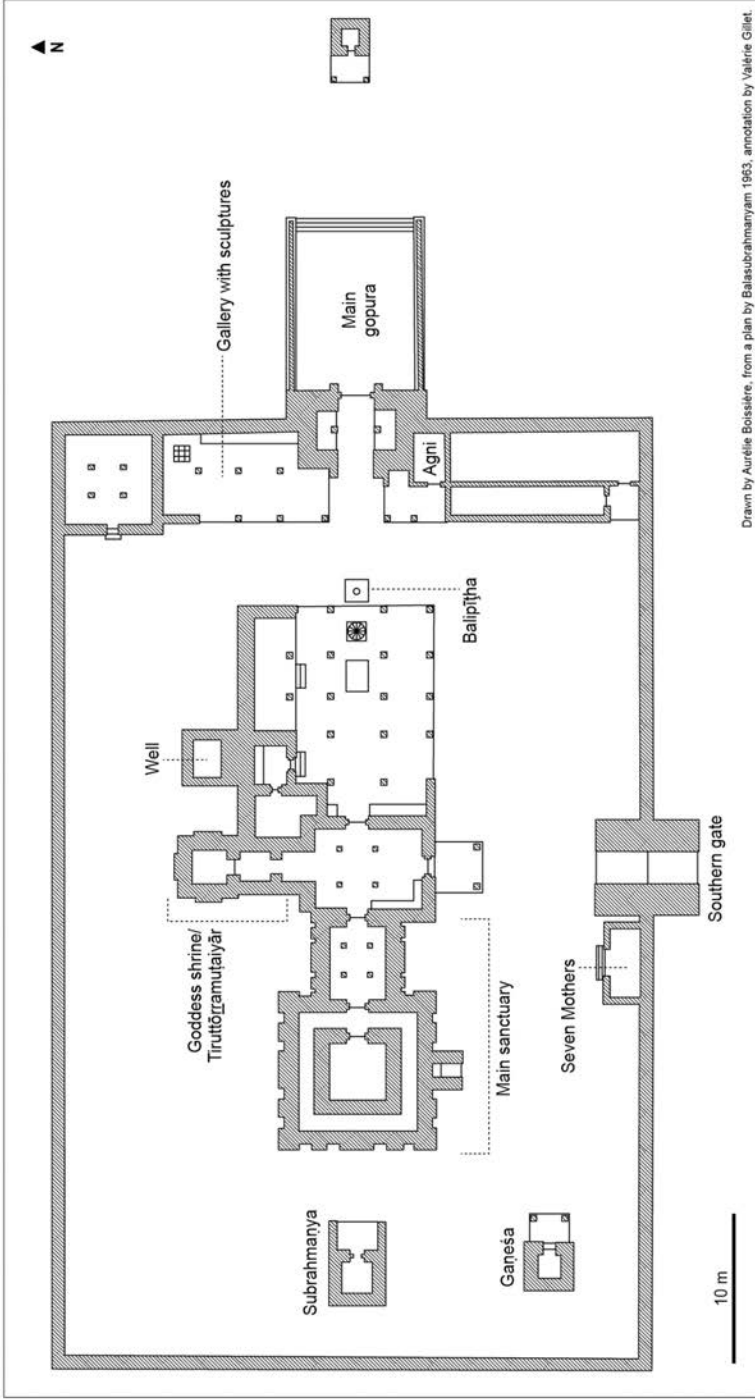 N
Gallery with sculptures
Main
gopura
Agni
Balipīṭha
Well
Goddess shrine/
Tiruttōṟṟamuṭaiyār
Main sanctuary
Southern gate
Seven Mothers
Subrahmaṇya
Gaṇeśa
10 m
Drawn by Aurélie Boissière, from a plan by Balasubrahmanyam 1963, annotation by Valérie Gillet.